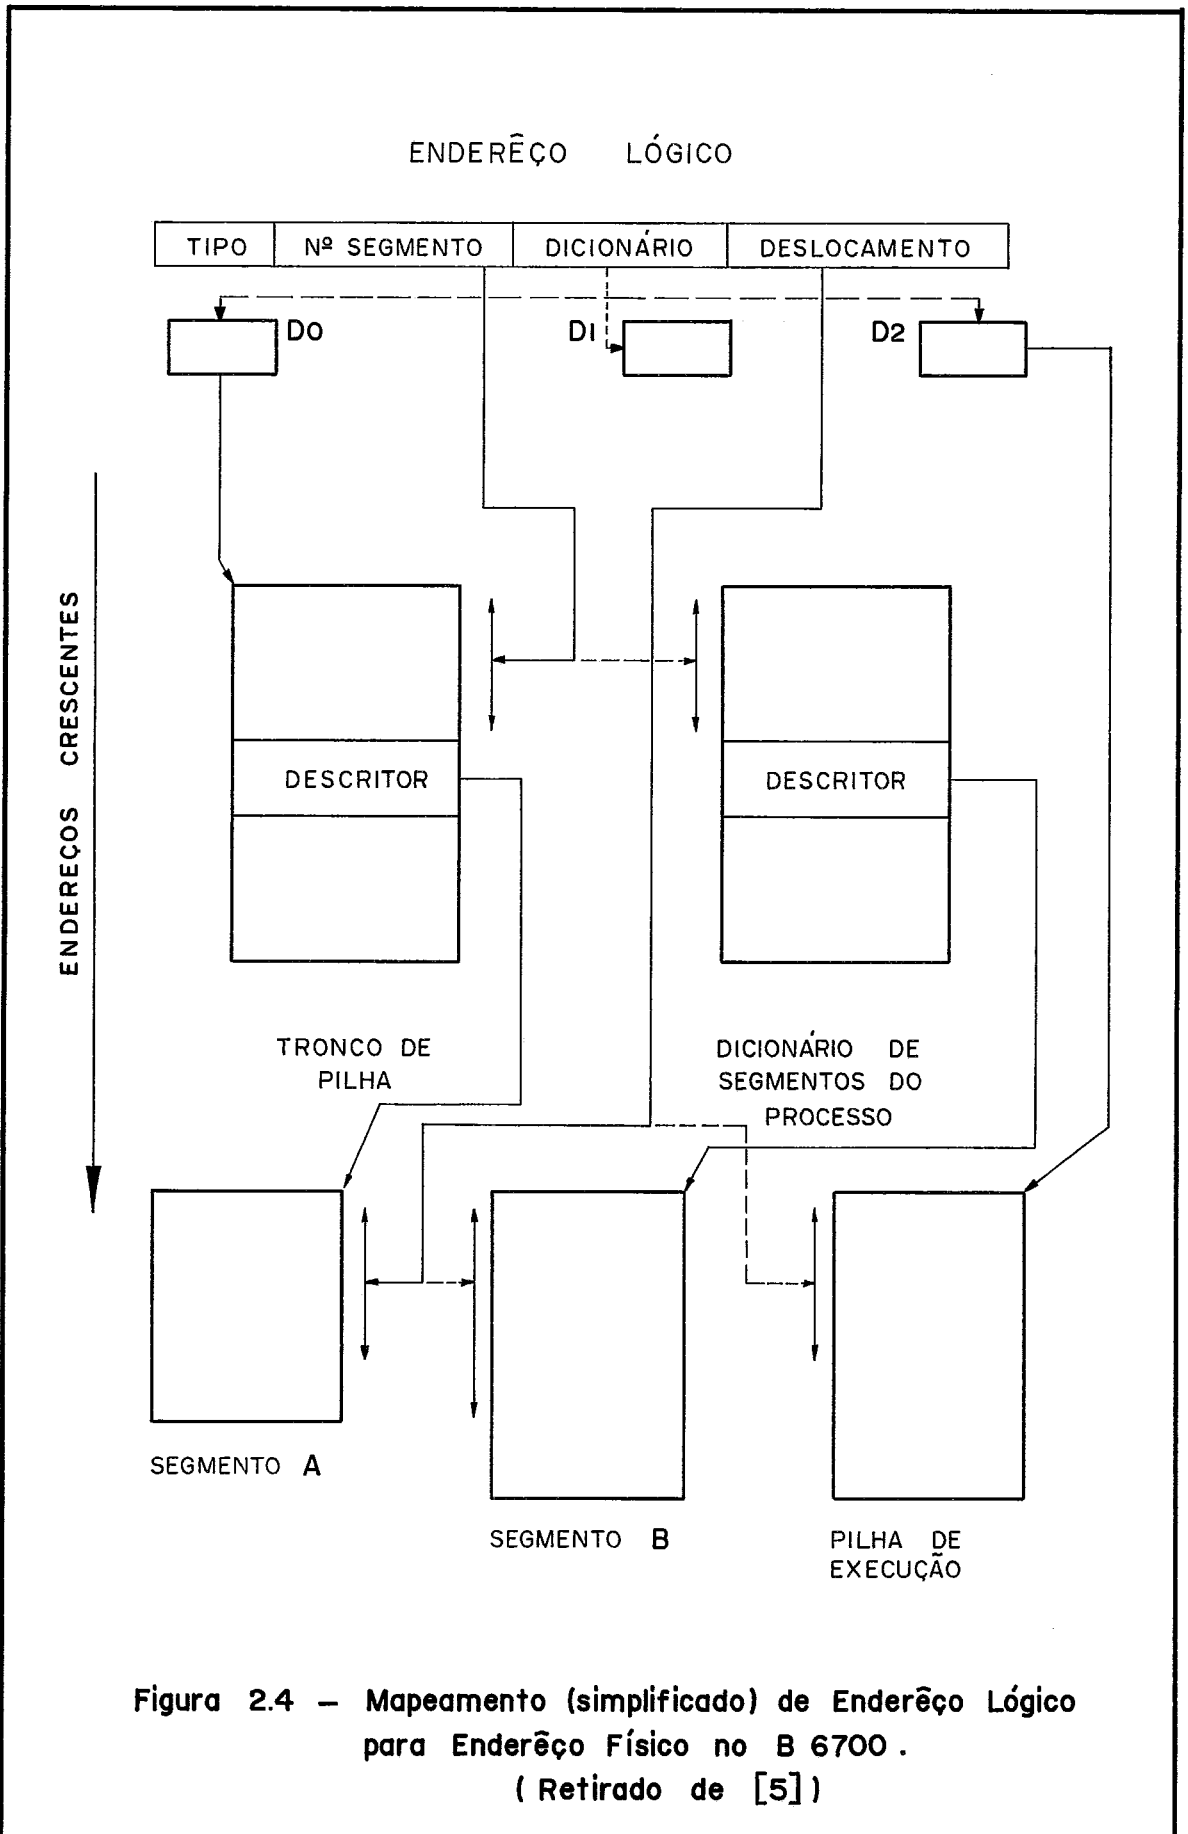 ENDERÊÇO LÓGICO
TIPO
Nº SEGMENTO
DICIONÁRIO
DESLOCAMENTO
D0
D1
D2
ENDEREÇOS CRESCENTES
DESCRITOR
DESCRITOR
TRONCO DE
PILHA
DICIONÁRIO DE
SEGMENTOS DO
PROCESSO
SEGMENTO A
SEGMENTO B
PILHA DE
EXECUÇÃO
Figura 2.4 – Mapeamento (simplificado) de Enderêço Lógico
para Enderêço Físico no B 6700.
(Retirado de [5])